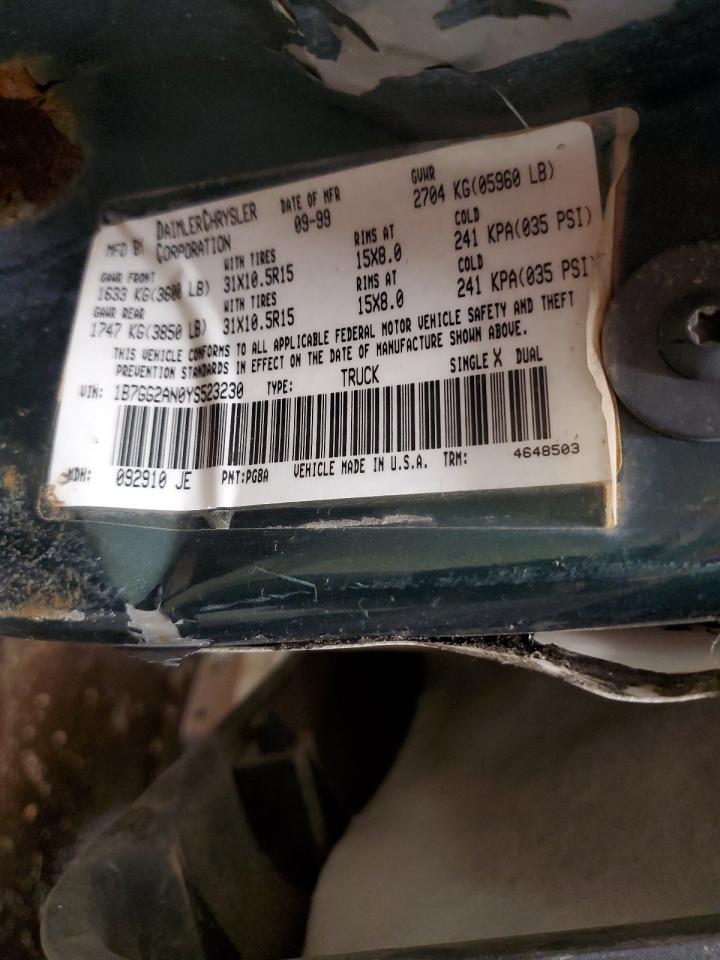 MFD BY DAIMLERCHRYSLER CORPORATION DATE OF MFR 09-99 GVWR 2704 KG(05960 LB)
GAWR FRONT WITH TIRES RIMS AT COLD
1633 KG(3600 LB) 31X10.5R15 15X8.0 241 KPA(035 PSI)
GAWR REAR WITH TIRES RIMS AT COLD
1747 KG(3850 LB) 31X10.5R15 15X8.0 241 KPA(035 PSI)
THIS VEHICLE CONFORMS TO ALL APPLICABLE FEDERAL MOTOR VEHICLE SAFETY AND THEFT
PREVENTION STANDARDS IN EFFECT ON THE DATE OF MANUFACTURE SHOWN ABOVE.
VIN: 1B7GG2AN0YS523230 TYPE: TRUCK SINGLE X DUAL
MDH: 092910 JE PNT:PG8A VEHICLE MADE IN U.S.A. TRM: 4648503